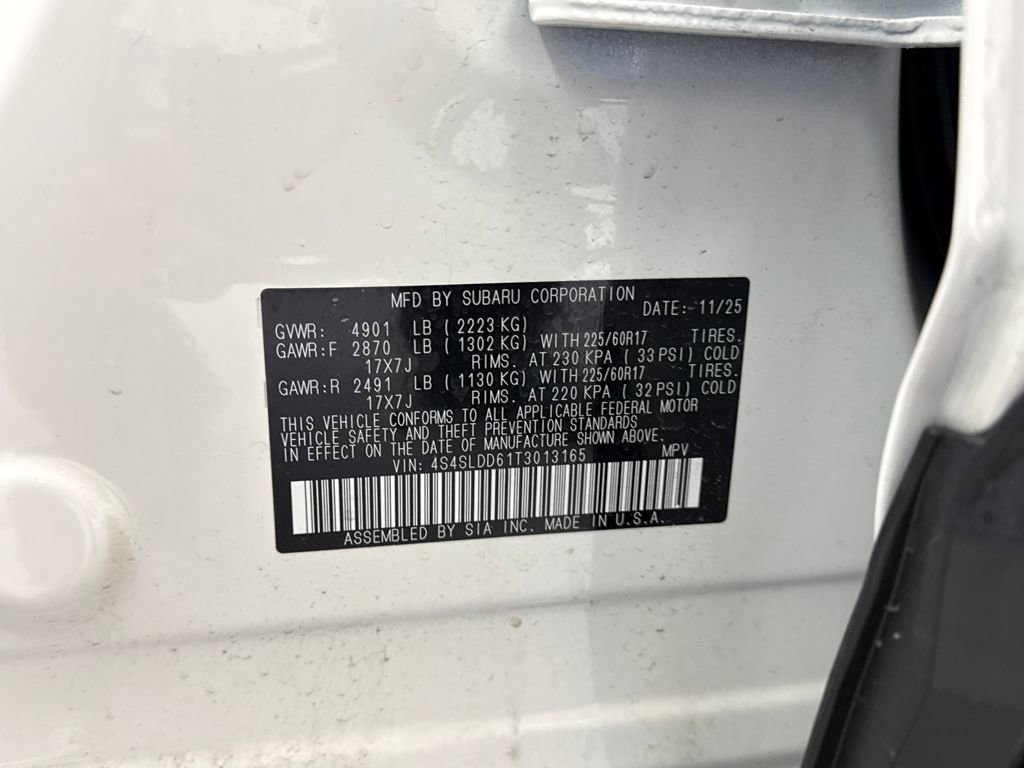 MFD BY SUBARU CORPORATION DATE: 11/25
GVWR: 4901 LB ( 2223 KG)
GAWR:F 2870 LB ( 1302 KG) WITH 225/60R17 TIRES.
17X7J RIMS. AT 230 KPA ( 33 PSI) COLD
GAWR:R 2491 LB ( 1130 KG) WITH 225/60R17 TIRES.
17X7J RIMS. AT 220 KPA ( 32 PSI) COLD
THIS VEHICLE CONFORMS TO ALL APPLICABLE FEDERAL MOTOR
VEHICLE SAFETY AND THEFT PREVENTION STANDARDS
IN EFFECT ON THE DATE OF MANUFACTURE SHOWN ABOVE.
VIN: 4S4SLDD61T3013165 MPV
ASSEMBLED BY SIA INC. MADE IN U.S.A.